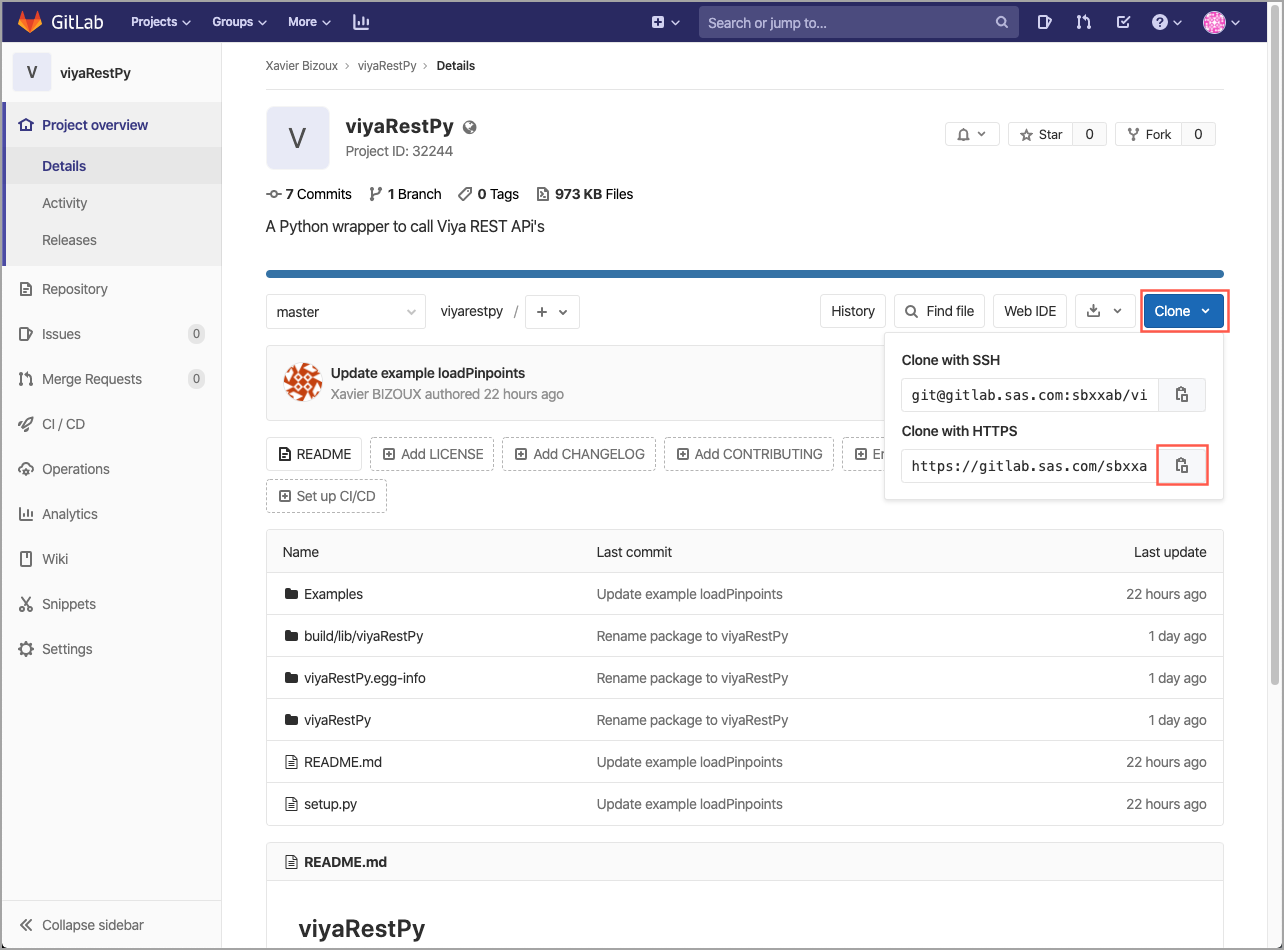 GitLab Projects Groups More Search or jump to...
V viyaRestPy
Project overview
Details
Activity
Releases
Repository
Issues 0
Merge Requests 0
CI / CD
Operations
Analytics
Wiki
Snippets
Settings
Collapse sidebar
Xavier Bizoux > viyaRestPy > Details
V
viyaRestPy
Project ID: 32244
Star 0 Fork 0
7 Commits 1 Branch 0 Tags 973 KB Files
A Python wrapper to call Viya REST APi's
master viyarestpy / + History Find file Web IDE Clone
Update example loadPinpoints
Xavier BIZOUX authored 22 hours ago
Clone with SSH
git@gitlab.sas.com:sbxxab/vi
Clone with HTTPS
https://gitlab.sas.com/sbxxa
README Add LICENSE Add CHANGELOG Add CONTRIBUTING
Set up CI/CD
Name Last commit Last update
Examples Update example loadPinpoints 22 hours ago
build/lib/viyaRestPy Rename package to viyaRestPy 1 day ago
viyaRestPy.egg-info Rename package to viyaRestPy 1 day ago
viyaRestPy Rename package to viyaRestPy 1 day ago
README.md Update example loadPinpoints 22 hours ago
setup.py Update example loadPinpoints 22 hours ago
README.md
viyaRestPy